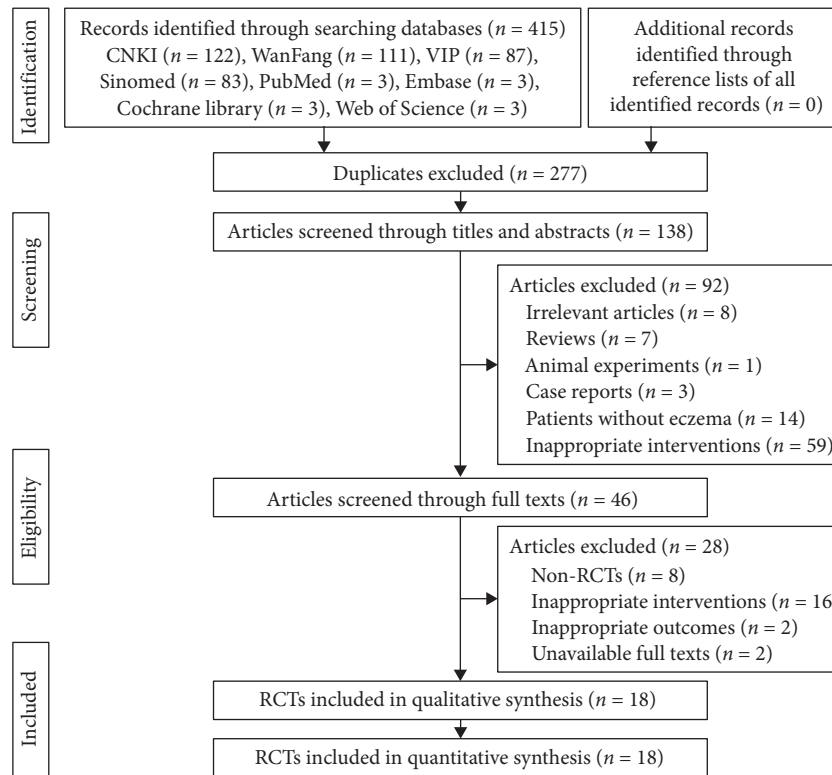 Identification
Records identified through searching databases (n = 415)
CNKI (n = 122), WanFang (n = 111), VIP (n = 87),
Sinomed (n = 83), PubMed (n = 3), Embase (n = 3),
Cochrane library (n = 3), Web of Science (n = 3)
Additional records
identified through
reference lists of all
identified records (n = 0)
Duplicates excluded (n = 277)
Screening
Articles screened through titles and abstracts (n = 138)
Articles excluded (n = 92)
Irrelevant articles (n = 8)
Reviews (n = 7)
Animal experiments (n = 1)
Case reports (n = 3)
Patients without eczema (n = 14)
Inappropriate interventions (n = 59)
Eligibility
Articles screened through full texts (n = 46)
Articles excluded (n = 28)
Non-RCTs (n = 8)
Inappropriate interventions (n = 16
Inappropriate outcomes (n = 2)
Unavailable full texts (n = 2)
Included
RCTs included in qualitative synthesis (n = 18)
RCTs included in quantitative synthesis (n = 18)